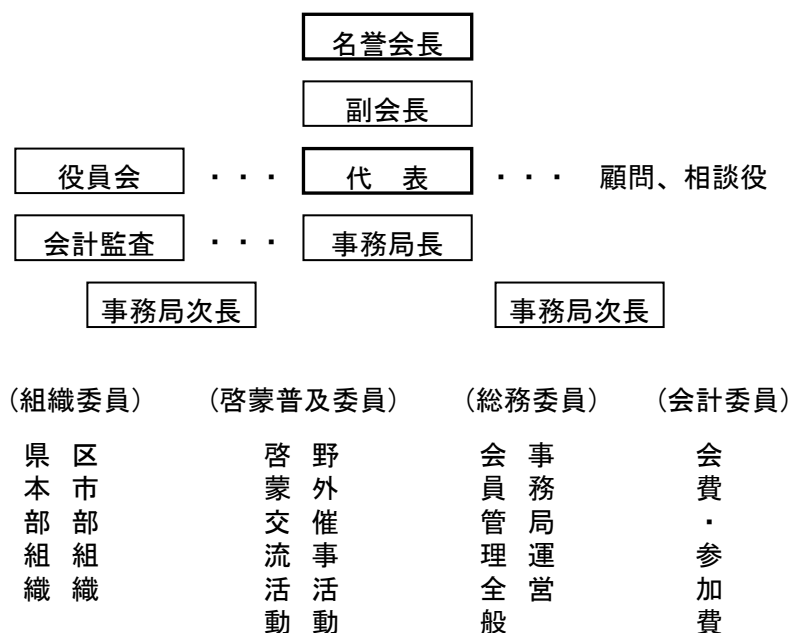 名誉会長
副会長
役員会 ・・・ 代　表 ・・・ 顧問、相談役
会計監査 ・・・ 事務局長
事務局次長 事務局次長
（組織委員） （啓蒙普及委員） （総務委員） （会計委員）
区市部組織
県本部組織
野外催事活動
啓蒙交流活動
事務局運営
会員管理全般
会費・参加費